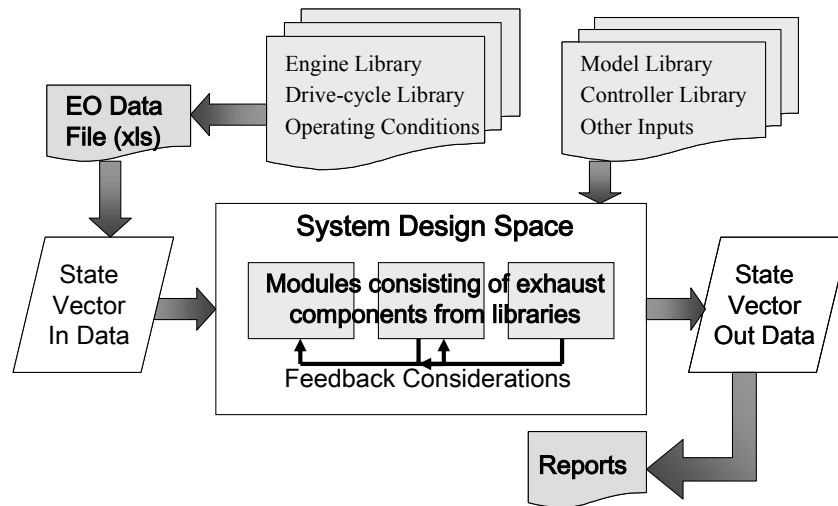 Engine Library
Drive-cycle Library
Operating Conditions
Model Library
Controller Library
Other Inputs
EO Data
File (xls)
System Design Space
State
Vector
In Data
Modules consisting of exhaust
components from libraries
Feedback Considerations
State
Vector
Out Data
Reports